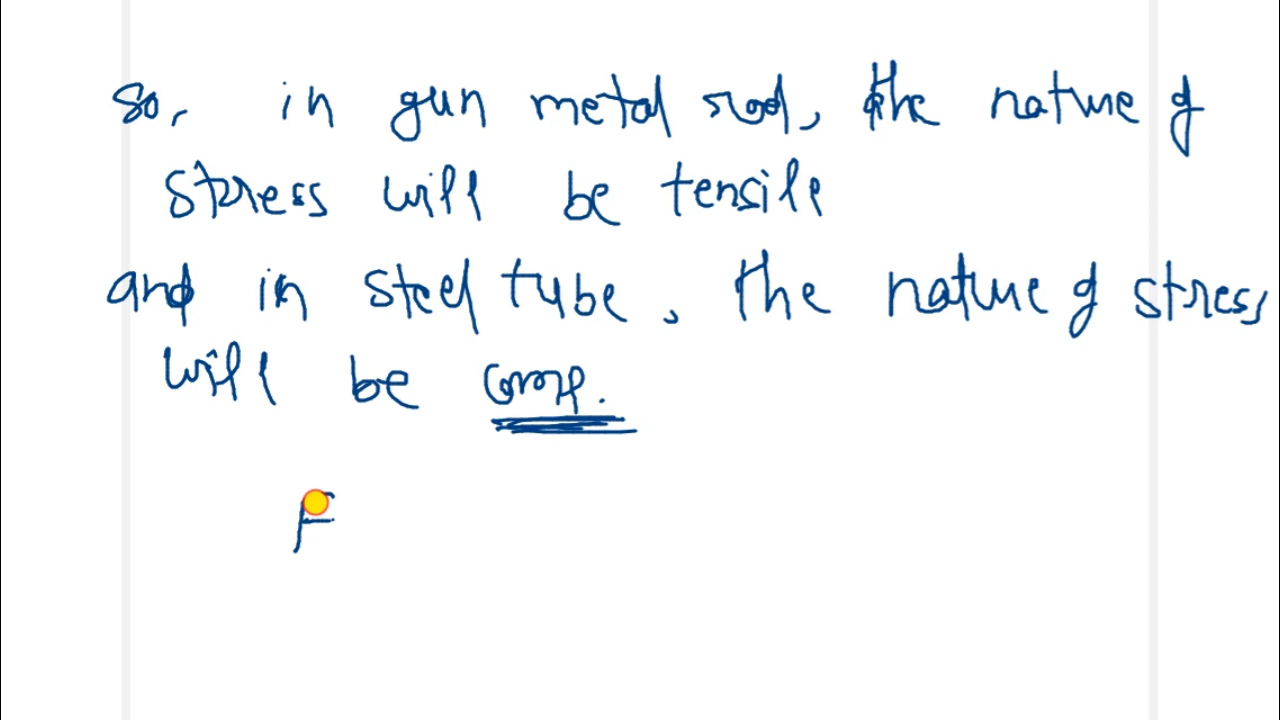 So, in gun metal rod, the nature of
stress will be tensile
and in steel tube, the nature of stress
will be comp.
F